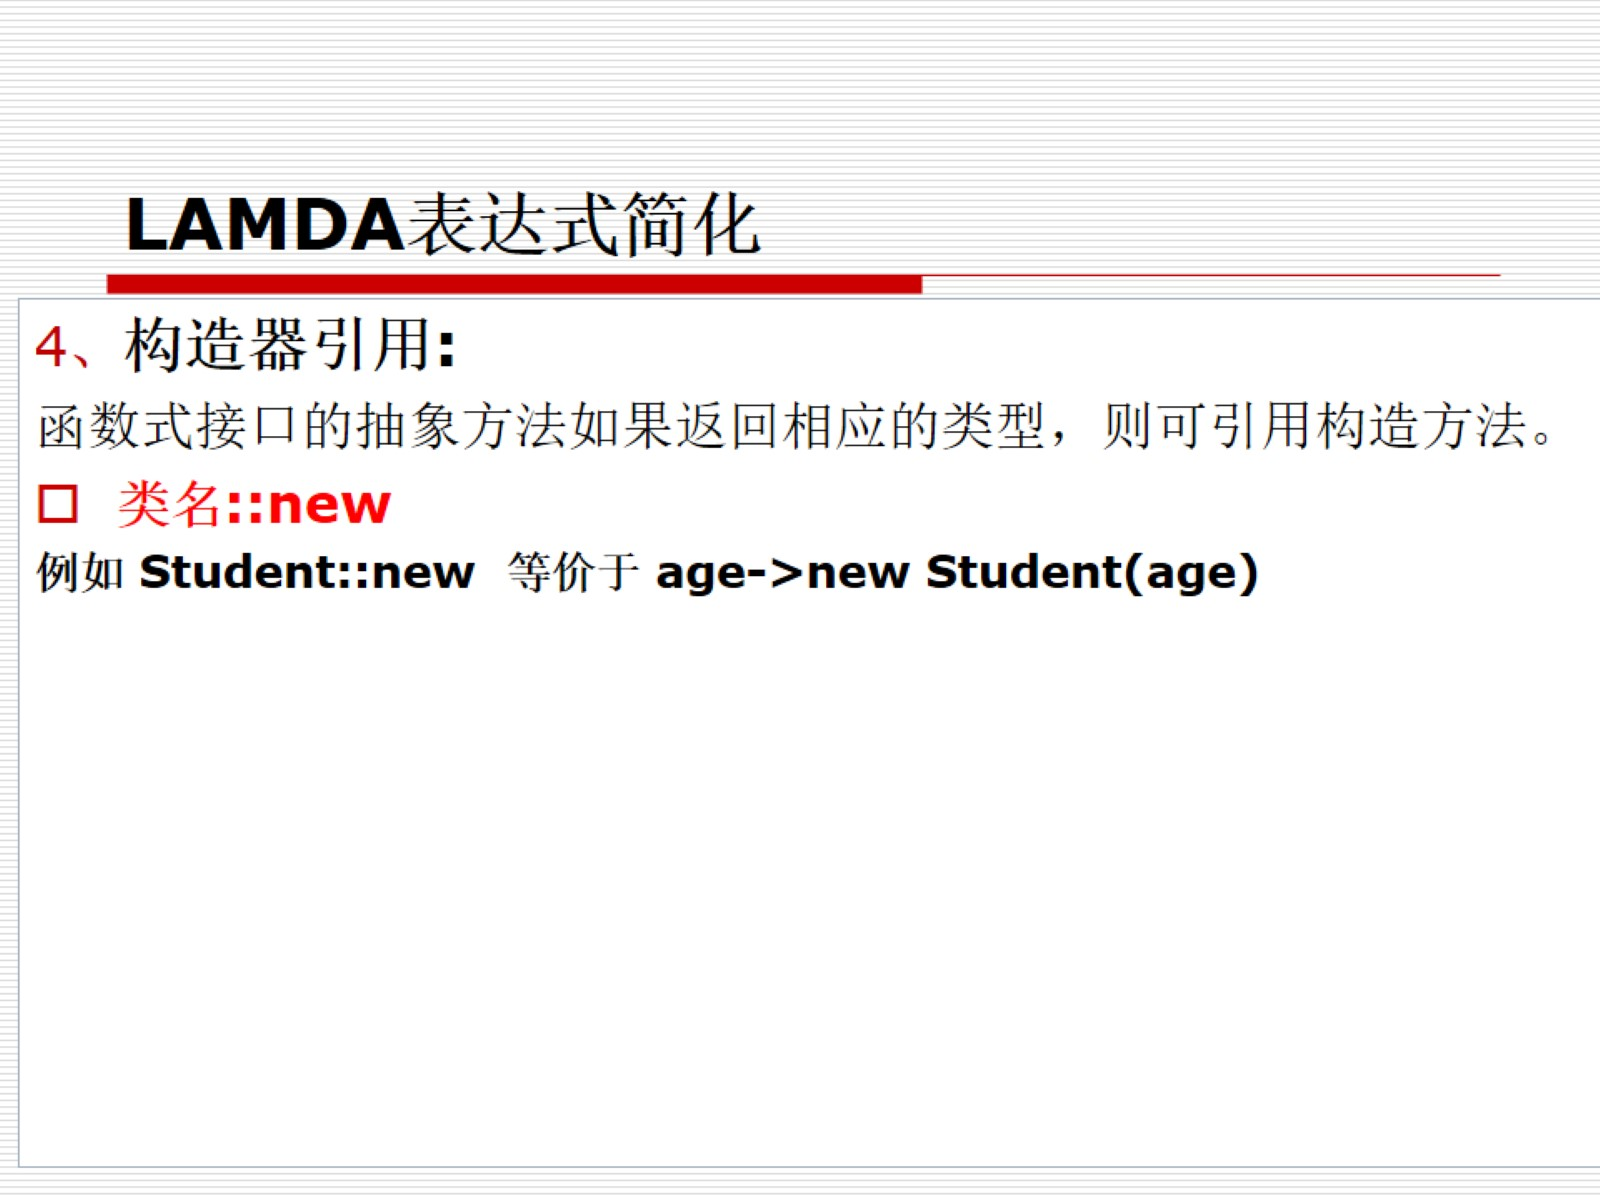 LAMDA表达式简化
4、构造器引用:
函数式接口的抽象方法如果返回相应的类型，则可引用构造方法。
类名::new
例如 Student::new 等价于 age->new Student(age)